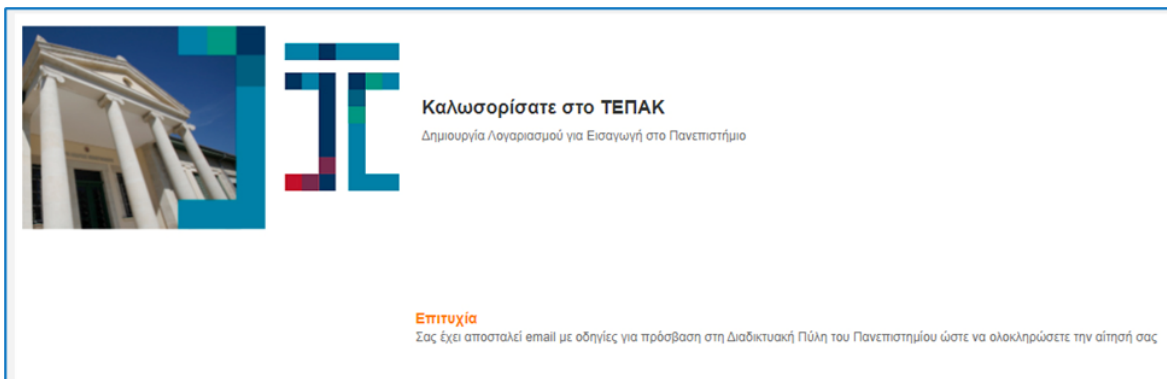 Καλωσορίσατε στο ΤΕΠΑΚ
Δημιουργία Λογαριασμού για Εισαγωγή στο Πανεπιστήμιο
Επιτυχία
Σας έχει αποσταλεί email με οδηγίες για πρόσβαση στη Διαδικτυακή Πύλη του Πανεπιστημίου ώστε να ολοκληρώσετε την αίτησή σας